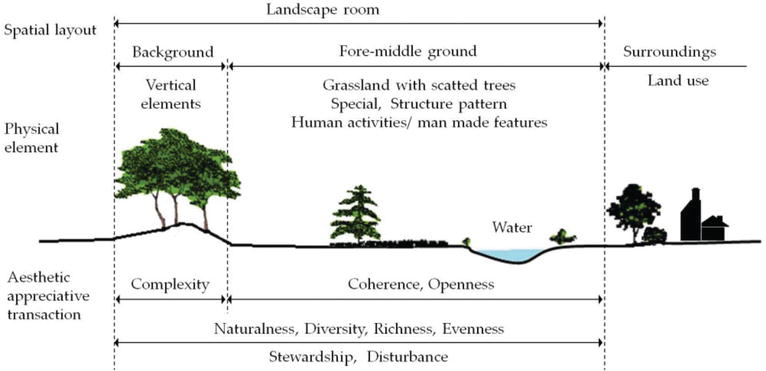 Landscape room
Spatial layout
Background
Fore-middle ground
Surroundings
Vertical
elements
Grassland with scatted trees
Special, Structure pattern
Human activities/ man made features
Land use
Physical
element
Water
Aesthetic
appreciative
transaction
Complexity
Coherence, Openness
Naturalness, Diversity, Richness, Evenness
Stewardship, Disturbance